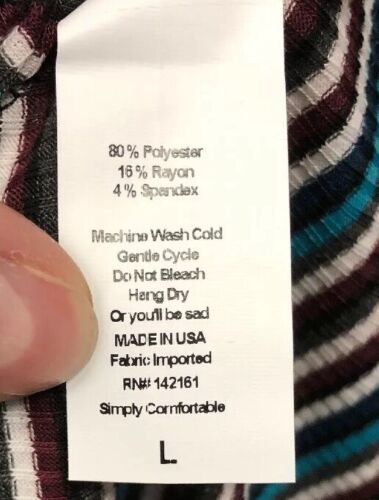 80% Polyester
16% Rayon
4% Spandex
Machine Wash Cold
Gentle Cycle
Do Not Bleach
Hang Dry
Or you'll be sad
MADE IN USA
Fabric Imported
RN## 142161
Simply Comfortable
L